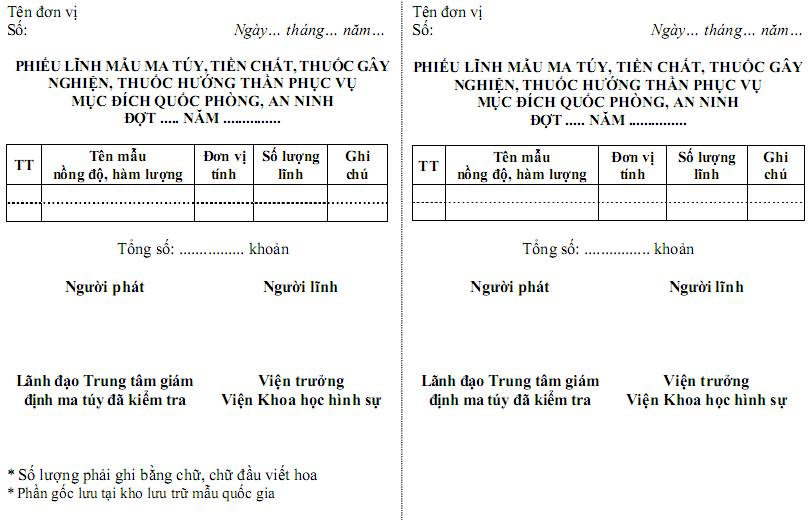 Tên đơn vị
Số: Ngày... tháng... năm...
PHIẾU LĨNH MẪU MA TÚY, TIỀN CHẤT, THUỐC GÂY
NGHIỆN, THUỐC HƯỚNG THẦN PHỤC VỤ
MỤC ĐÍCH QUỐC PHÒNG, AN NINH
ĐỢT ..... NĂM ...............
TT Tên mẫu nồng độ, hàm lượng Đơn vị tính Số lượng lĩnh Ghi chú
Tổng số: ................ khoản
Người phát Người lĩnh
Lãnh đạo Trung tâm giám Viện trưởng
định ma túy đã kiểm tra Viện Khoa học hình sự
* Số lượng phải ghi bằng chữ, chữ đầu viết hoa
* Phần gốc lưu tại kho lưu trữ mẫu quốc gia
Tên đơn vị
Số: Ngày... tháng... năm...
PHIẾU LĨNH MẪU MA TÚY, TIỀN CHẤT, THUỐC GÂY
NGHIỆN, THUỐC HƯỚNG THẦN PHỤC VỤ
MỤC ĐÍCH QUỐC PHÒNG, AN NINH
ĐỢT ..... NĂM ...............
TT Tên mẫu nồng độ, hàm lượng Đơn vị tính Số lượng lĩnh Ghi chú
Tổng số: ................ khoản
Người phát Người lĩnh
Lãnh đạo Trung tâm giám Viện trưởng
định ma túy đã kiểm tra Viện Khoa học hình sự